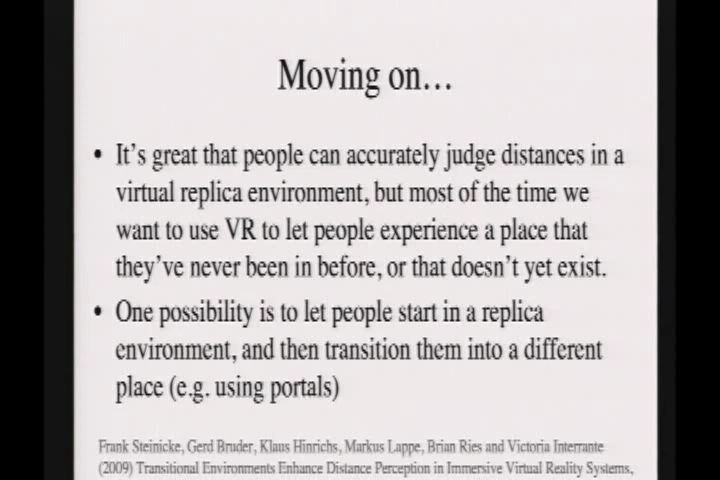 Moving on…
• It's great that people can accurately judge distances in a
virtual replica environment, but most of the time we
want to use VR to let people experience a place that
they've never been in before, or that doesn't yet exist.
• One possibility is to let people start in a replica
environment, and then transition them into a different
place (e.g. using portals)
Frank Steinicke, Gerd Bruder, Klaus Hinrichs, Markus Lappe, Brian Ries and Victoria Interrante
(2009) Transitional Environments Enhance Distance Perception in Immersive Virtual Reality Systems,